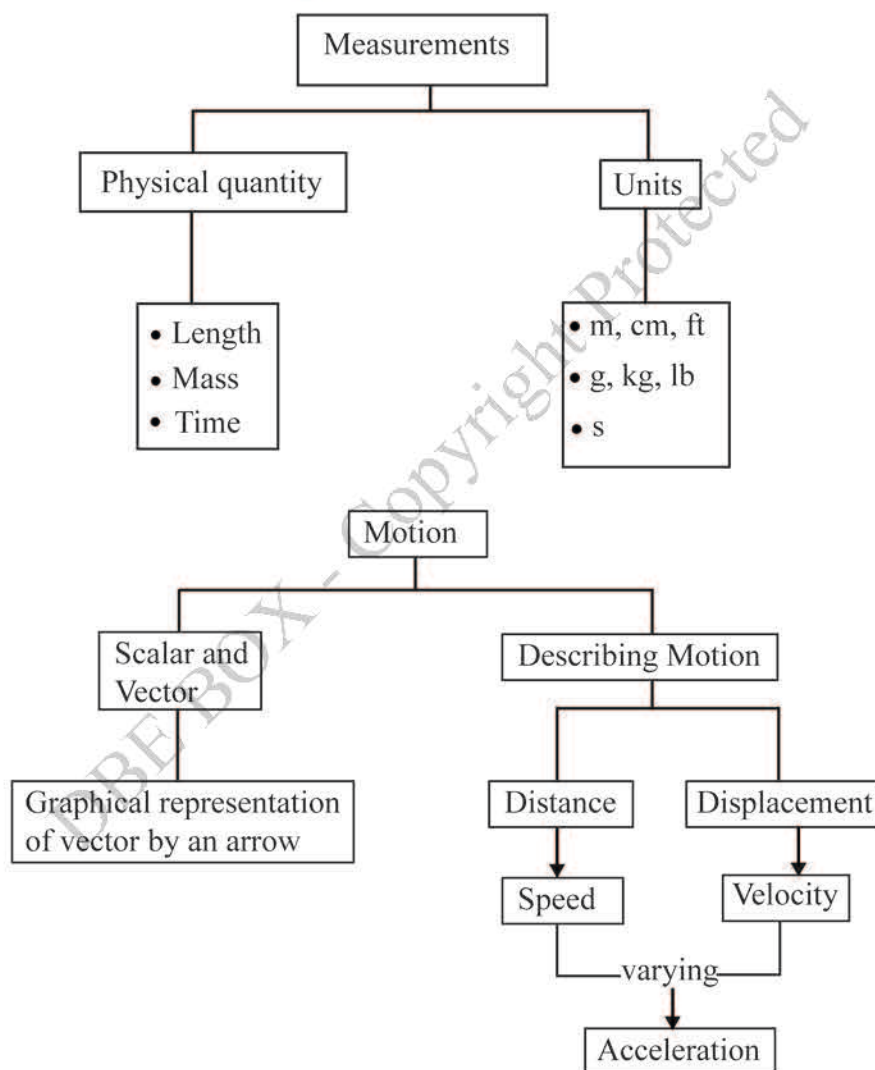 Measurements
Physical quantity
Units
• Length
• Mass
• Time
• m, cm, ft
• g, kg, lb
• s
Motion
Scalar and
Vector
Describing Motion
Graphical representation
of vector by an arrow
Distance
Displacement
Speed
Velocity
varying
Acceleration
DBE BOX - Copyright Protected